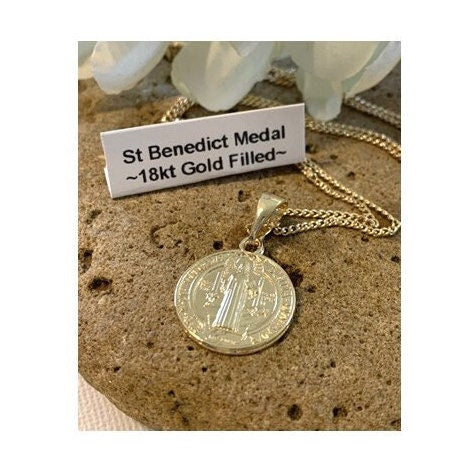 St Benedict Medal
~18kt Gold Filled~